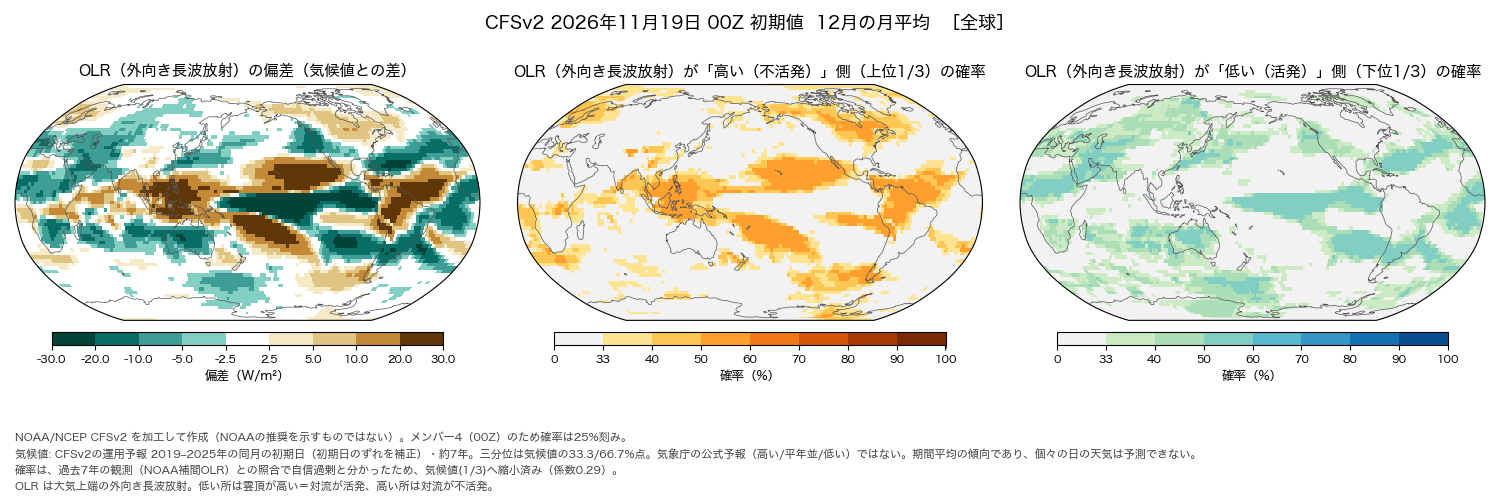 CFSv2 2026年11月19日 00Z 初期値 12月の月平均 ［全球］
OLR（外向き長波放射）の偏差（気候値との差）
OLR（外向き長波放射）が「高い（不活発）」側（上位1/3）の確率
OLR（外向き長波放射）が「低い（活発）」側（下位1/3）の確率
-30.0 -20.0 -10.0 -5.0 -2.5 2.5 5.0 10.0 20.0 30.0
偏差（W/m²）
0 33 40 50 60 70 80 90 100
確率（%）
0 33 40 50 60 70 80 90 100
確率（%）
NOAA/NCEP CFSv2 を加工して作成（NOAAの推奨を示すものではない）。メンバー4（00Z）のため確率は25%刻み。
気候値: CFSv2の運用予報 2019–2025年の同月の初期日（初期日のずれを補正）・約7年。三分位は気候値の33.3/66.7%点。気象庁の公式予報（高い/平年並/低い）ではない。期間平均の傾向であり、個々の日の天気は予測できない。
確率は、過去7年の観測（NOAA補間OLR）との照合で自信過剰と分かったため、気候値(1/3)へ縮小済み（係数0.29）。
OLR は大気上端の外向き長波放射。低い所は雲頂が高い＝対流が活発、高い所は対流が不活発。